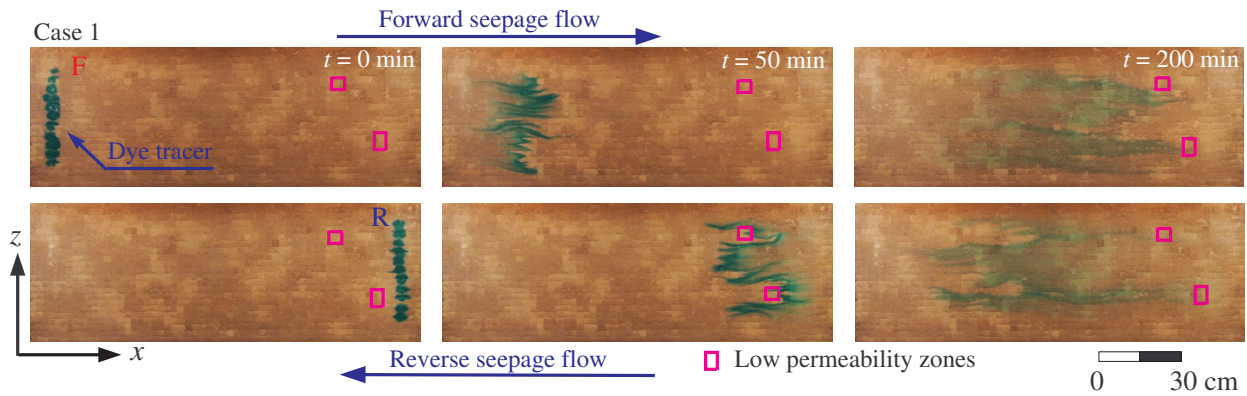 Case 1
Forward seepage flow
F
t = 0 min
t = 50 min
t = 200 min
Dye tracer
R
z
x
Reverse seepage flow
Low permeability zones
0 30 cm